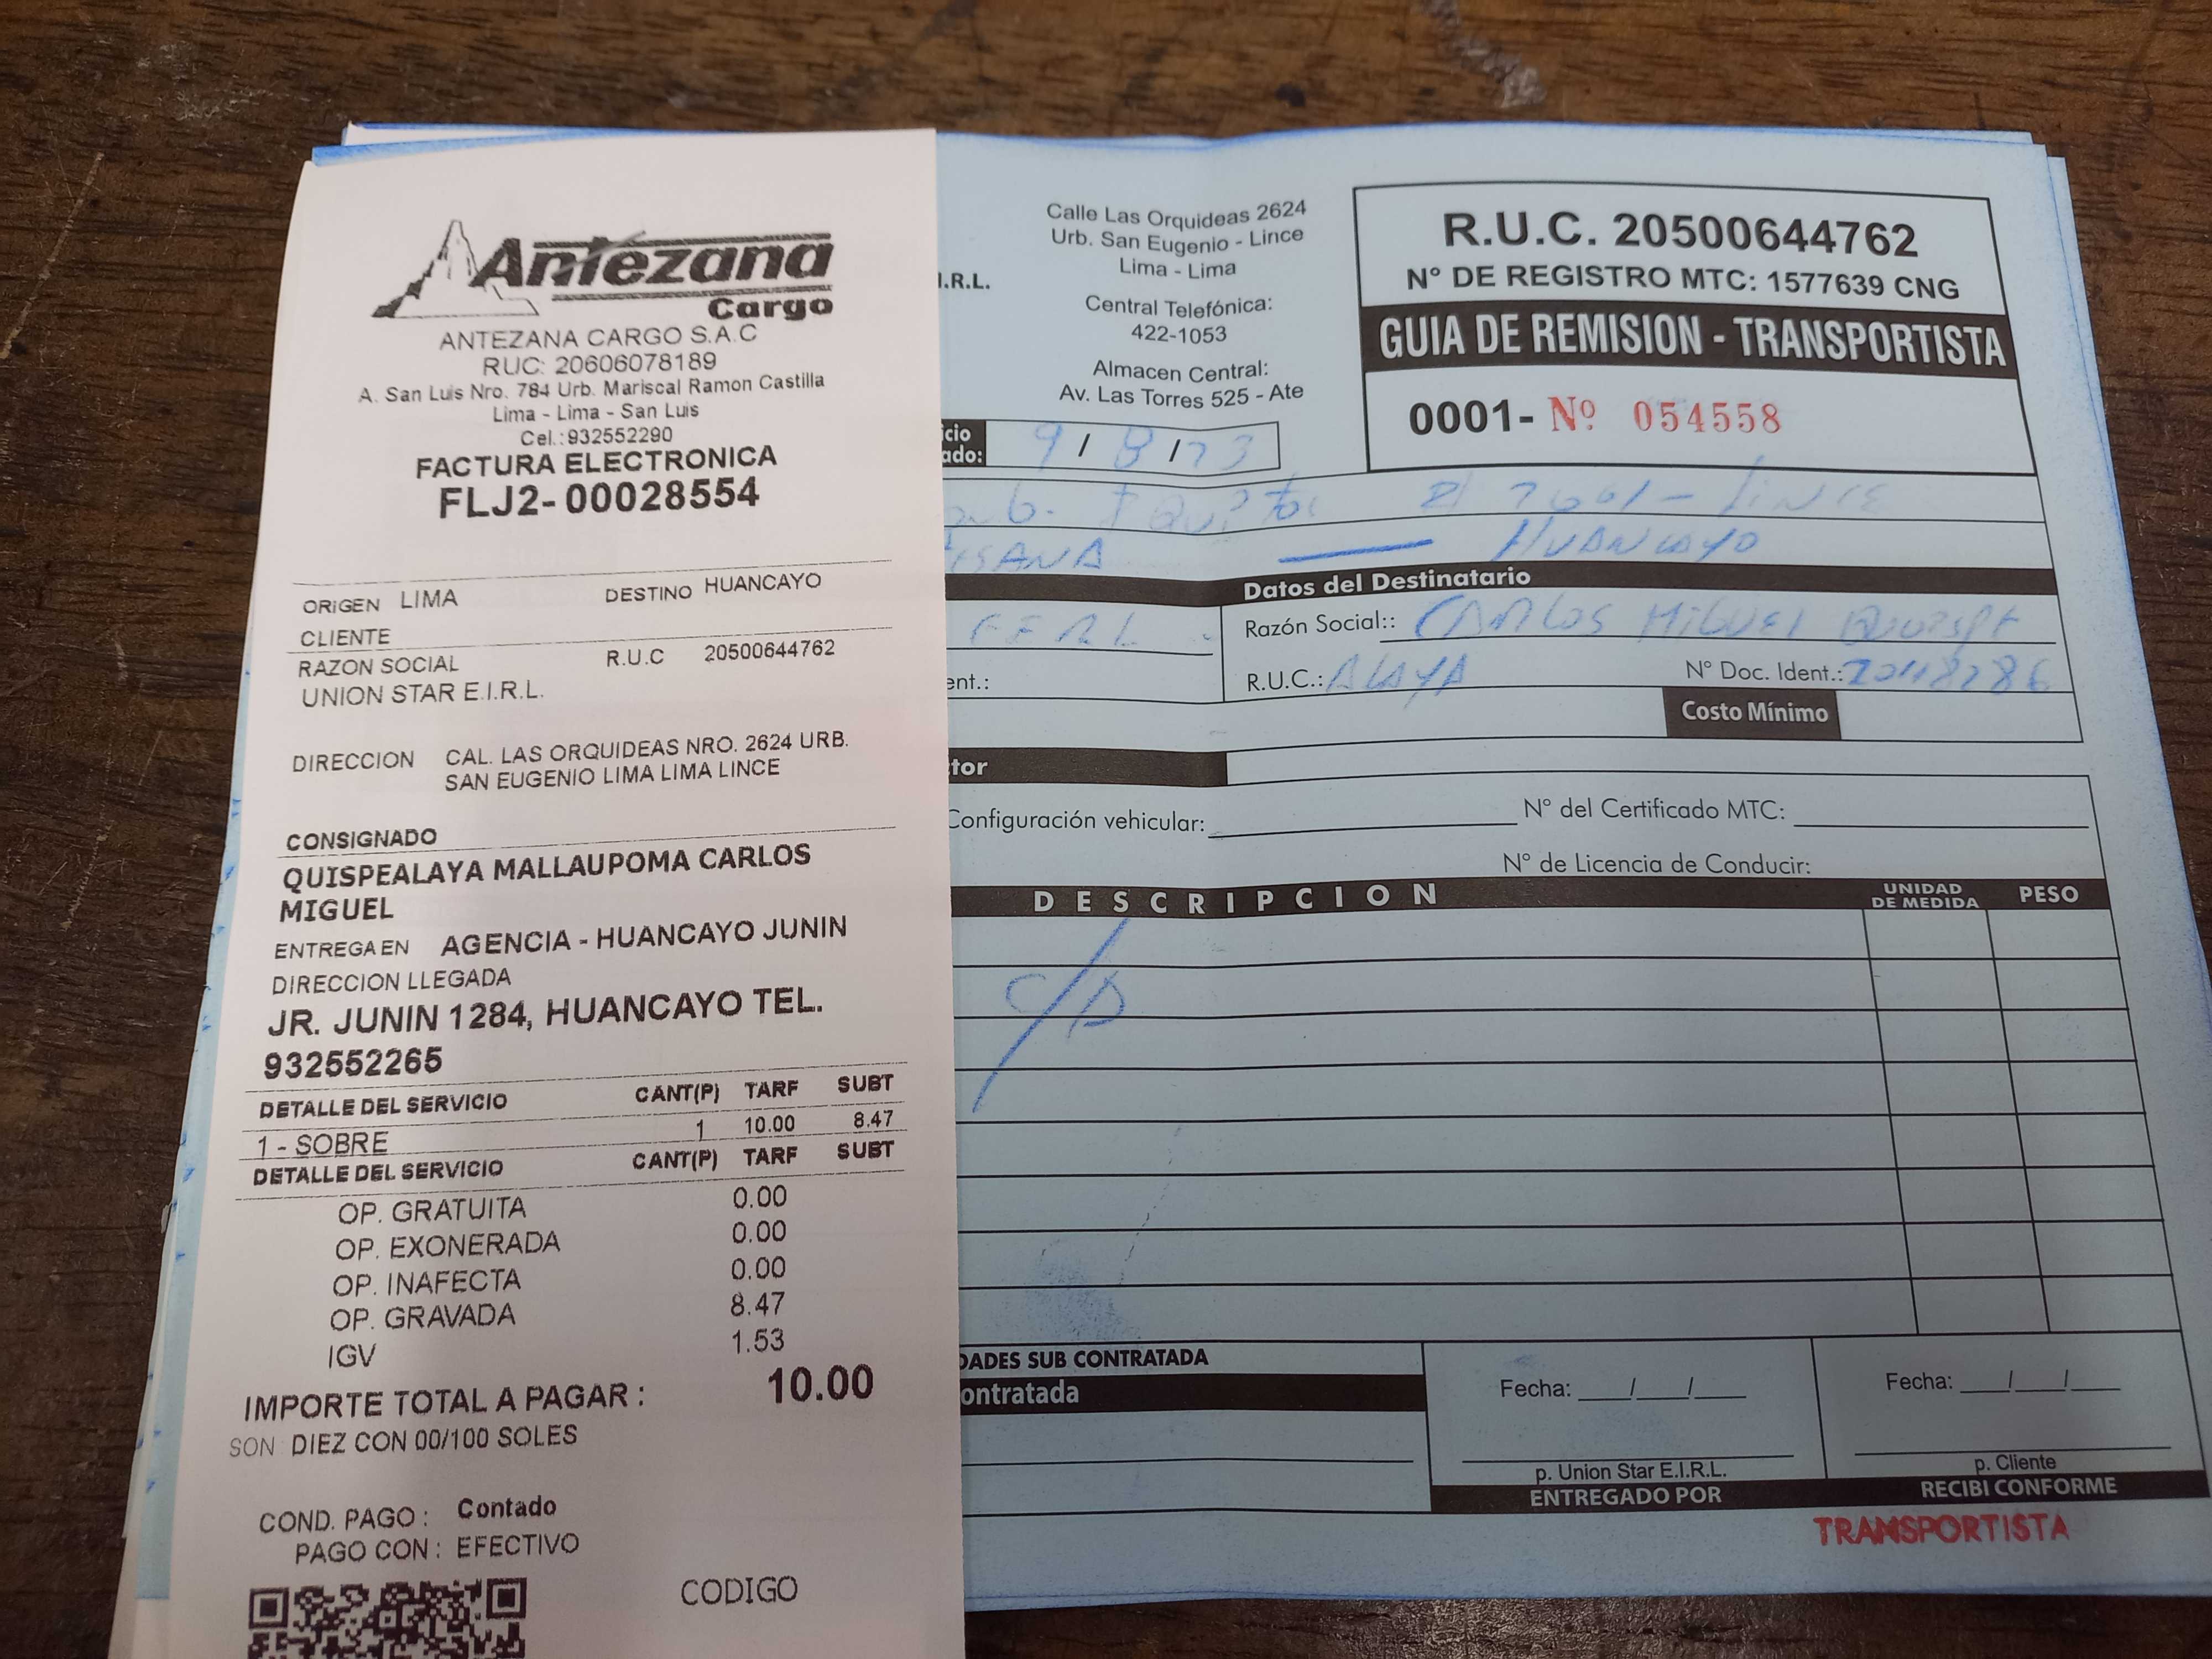 Antezana
Cargo
ANTEZANA CARGO S.A.C
RUC: 20606078189
A. San Luis Nro. 784 Urb. Mariscal Ramon Castilla
Lima - Lima - San Luis
Cel.:932552290
FACTURA ELECTRONICA
FLJ2- 00028554
ORIGEN LIMA DESTINO HUANCAYO
CLIENTE
RAZON SOCIAL R.U.C 20500644762
UNION STAR E.I.R.L.
DIRECCION CAL. LAS ORQUIDEAS NRO. 2624 URB.
SAN EUGENIO LIMA LIMA LINCE
CONSIGNADO
QUISPEALAYA MALLAUPOMA CARLOS
MIGUEL
ENTREGA EN AGENCIA - HUANCAYO JUNIN
DIRECCION LLEGADA
JR. JUNIN 1284, HUANCAYO TEL.
932552265
DETALLE DEL SERVICIO CANT(P) TARF SUBT
1 - SOBRE 1 10.00 8.47
DETALLE DEL SERVICIO CANT(P) TARF SUBT
OP. GRATUITA 0.00
OP. EXONERADA 0.00
OP. INAFECTA 0.00
OP. GRAVADA 8.47
IGV 1.53
IMPORTE TOTAL A PAGAR : 10.00
SON: DIEZ CON 00/100 SOLES
COND. PAGO : Contado
PAGO CON : EFECTIVO
CODIGO
I.R.L.
Calle Las Orquideas 2624
Urb. San Eugenio - Lince
Lima - Lima
Central Telefónica:
422-1053
Almacen Central:
Av. Las Torres 525 - Ate
R.U.C. 20500644762
N° DE REGISTRO MTC: 1577639 CNG
GUIA DE REMISION - TRANSPORTISTA
0001- Nº 054558
cio
ado: 9 / 8 / 23
LINCE
HUANCAYO
Datos del Destinatario
Razón Social:: CARLOS MIGUEL QUISPE
ent.: R.U.C.: ALAYA N° Doc. Ident.:
Costo Mínimo
tor
Configuración vehicular: N° del Certificado MTC:
N° de Licencia de Conducir:
DESCRIPCION UNIDAD DE MEDIDA PESO
C/D
DADES SUB CONTRATADA
ontratada
Fecha: / / Fecha: / /
p. Union Star E.I.R.L. p. Cliente
ENTREGADO POR RECIBI CONFORME
TRANSPORTISTA